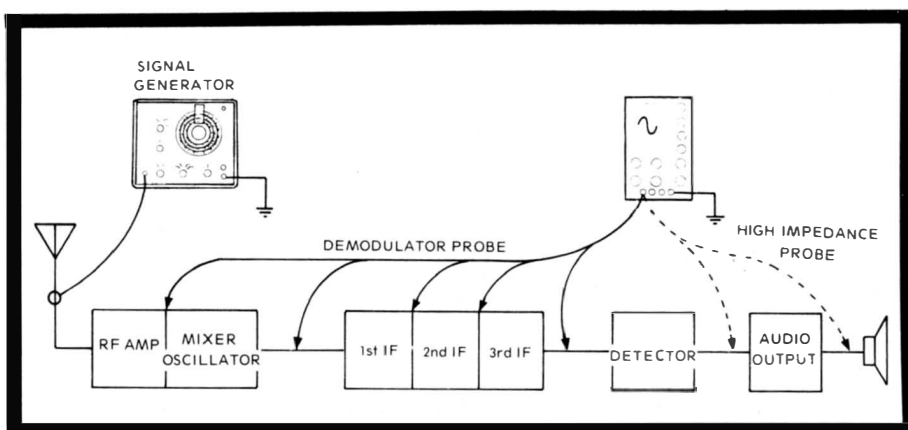 SIGNAL
GENERATOR
DEMODULATOR PROBE
HIGH IMPEDANCE
PROBE
RF AMP
MIXER
OSCILLATOR
1st IF
2nd IF
3rd IF
DETECTOR
AUDIO
OUTPUT